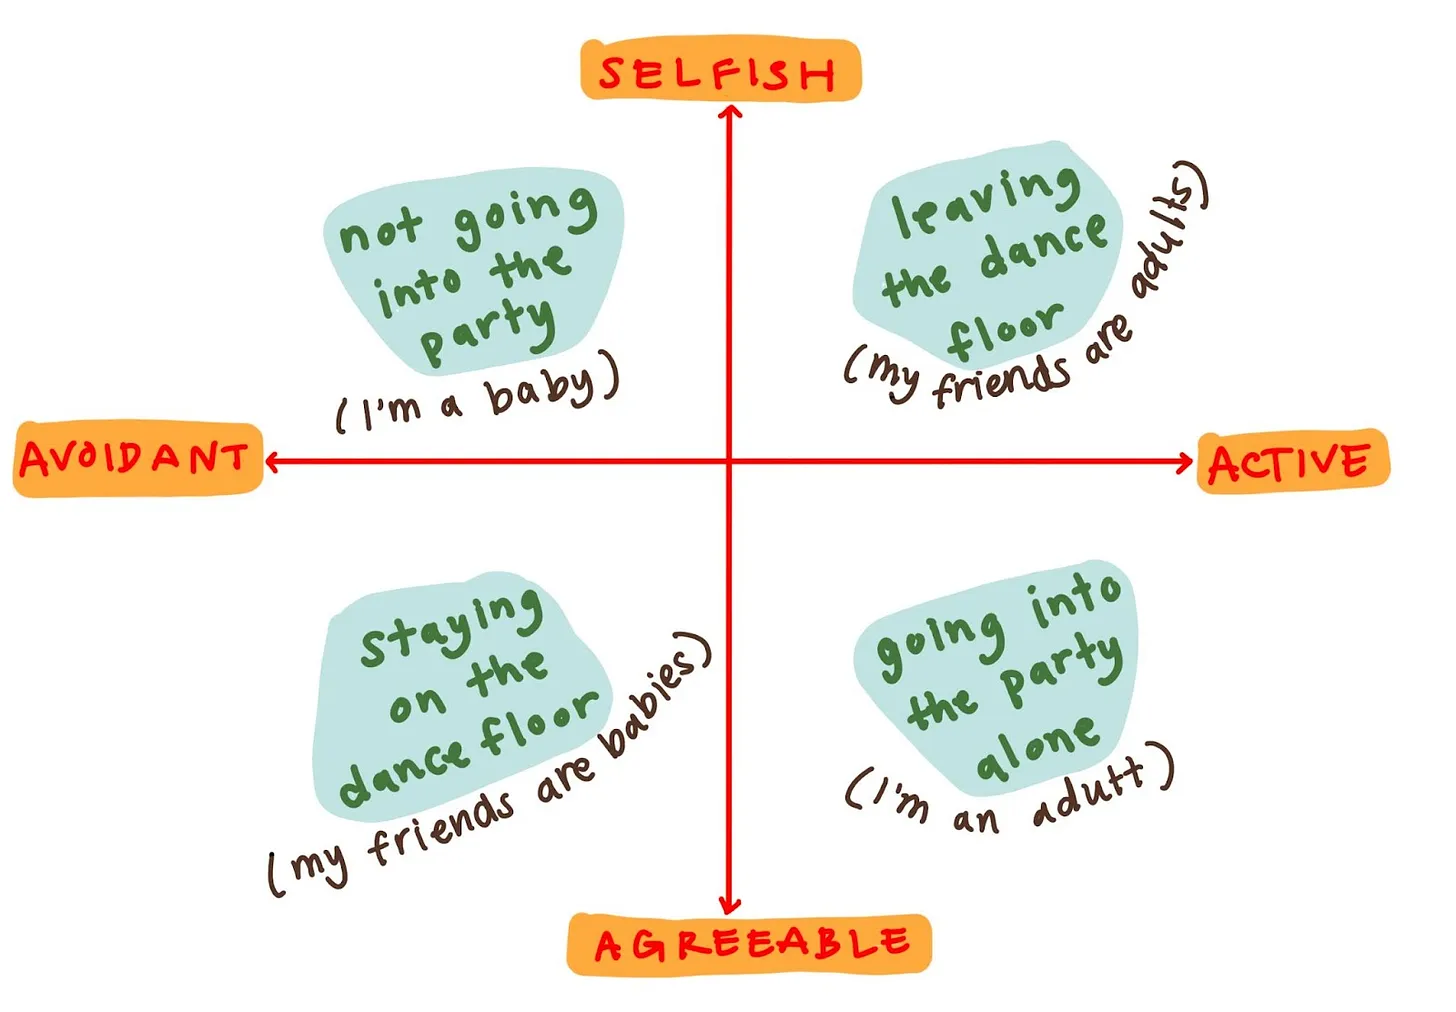 SELFISH
not going
into the
party
(I'm a baby)
leaving
the dance
floor
(my friends are adults)
AVOIDANT
ACTIVE
staying
on the
dance floor
(my friends are babies)
going into
the party
alone
(I'm an adutt)
AGREEABLE